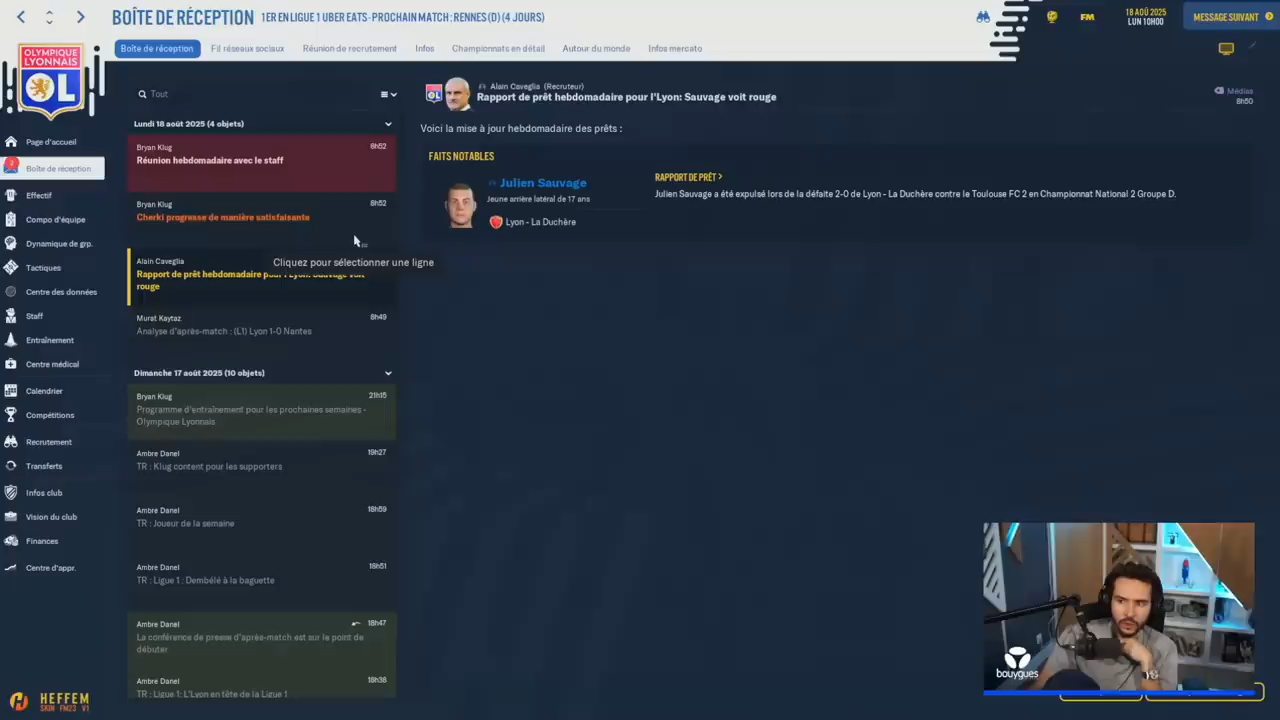 BOÎTE DE RÉCEPTION
1ER EN LIGUE 1 UBER EATS - PROCHAIN MATCH : RENNES (D) (4 JOURS)
FM
18 AOÛ 2025
LUN 10H00
MESSAGE SUIVANT
Boîte de réception
Fil réseaux sociaux
Réunion de recrutement
Infos
Championnats en détail
Autour du monde
Infos mercato
OLYMPIQUE
LYONNAIS
OL
Page d'accueil
Boîte de réception
Effectif
Compo d'équipe
Dynamique de grp.
Tactiques
Centre des données
Staff
Entraînement
Centre médical
Calendrier
Compétitions
Recrutement
Transferts
Infos club
Vision du club
Finances
Centre d'appr.
HEFFEM
SKIN FM23 V1
Tout
Lundi 18 août 2025 (4 objets)
Bryan Klug
8h52
Réunion hebdomadaire avec le staff
Bryan Klug
8h52
Cherki progresse de manière satisfaisante
Cliquez pour sélectionner une ligne
Alain Caveglia
Rapport de prêt hebdomadaire pour l'Lyon: Sauvage voit
rouge
Murat Kaytaz
8h49
Analyse d'après-match : (L1) Lyon 1-0 Nantes
Dimanche 17 août 2025 (10 objets)
Bryan Klug
21h15
Programme d'entraînement pour les prochaines semaines -
Olympique Lyonnais
Ambre Danel
19h27
TR : Klug content pour les supporters
Ambre Danel
18h59
TR : Joueur de la semaine
Ambre Danel
18h51
TR : Ligue 1 : Dembélé à la baguette
Ambre Danel
18h47
La conférence de presse d'après-match est sur le point de
débuter
Ambre Danel
18h36
TR : Ligue 1: L'Lyon en tête de la Ligue 1
Alain Caveglia (Recruteur)
Rapport de prêt hebdomadaire pour l'Lyon: Sauvage voit rouge
Médias
8h50
Voici la mise à jour hebdomadaire des prêts :
FAITS NOTABLES
Julien Sauvage
Jeune arrière latéral de 17 ans
Lyon - La Duchère
RAPPORT DE PRÊT >
Julien Sauvage a été expulsé lors de la défaite 2-0 de Lyon - La Duchère contre le Toulouse FC 2 en Championnat National 2 Groupe D.
bouygues